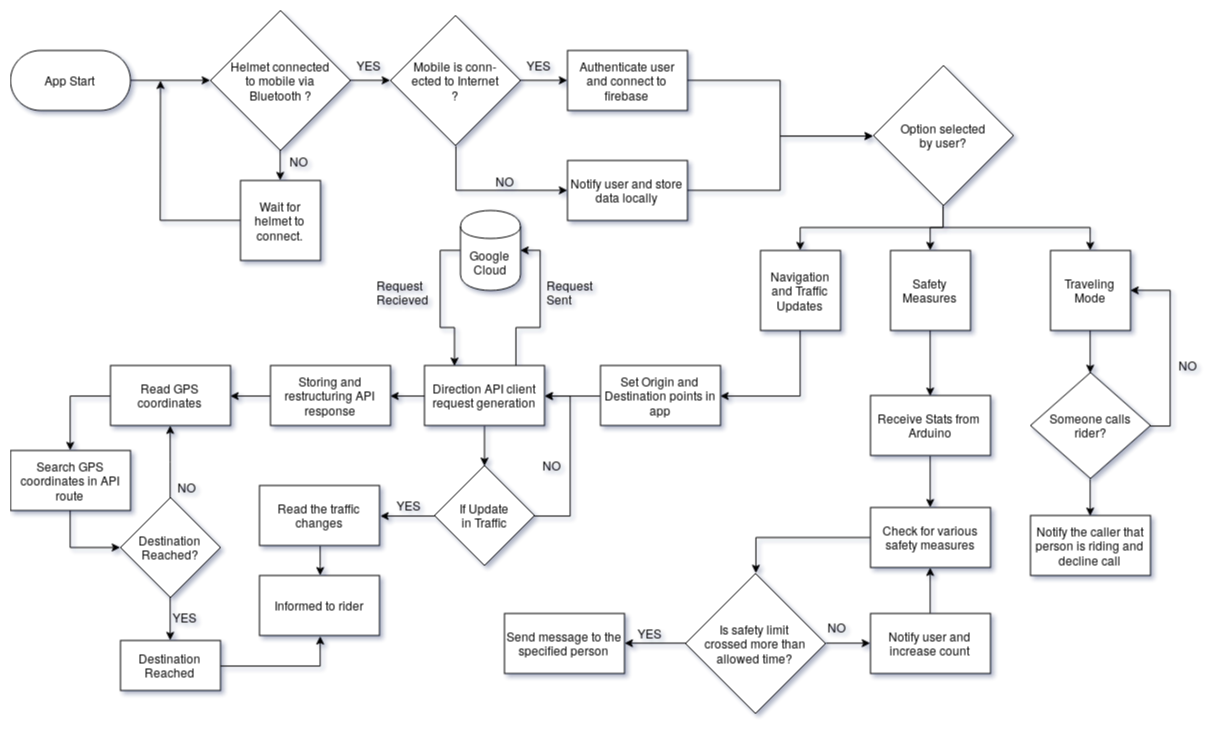 App Start
Helmet connected
to mobile via
Bluetooth ?
YES
Mobile is conn-
ected to Internet
?
YES
Authenticate user
and connect to
firebase
Option selected
by user?
NO
NO
Notify user and store
data locally
Wait for
helmet to
connect.
Google
Cloud
Request
Recieved
Request
Sent
Navigation
and Traffic
Updates
Safety
Measures
Traveling
Mode
NO
Read GPS
coordinates
Storing and
restructuring API
response
Direction API client
request generation
Set Origin and
Destination points in
app
Receive Stats from
Arduino
Someone calls
rider?
Search GPS
coordinates in API
route
NO
NO
Read the traffic
changes
YES
If Update
in Traffic
Destination
Reached?
Check for various
safety measures
Notify the caller that
person is riding and
decline call
Informed to rider
YES
Destination
Reached
Send message to the
specified person
YES
Is safety limit
crossed more than
allowed time?
NO
Notify user and
increase count